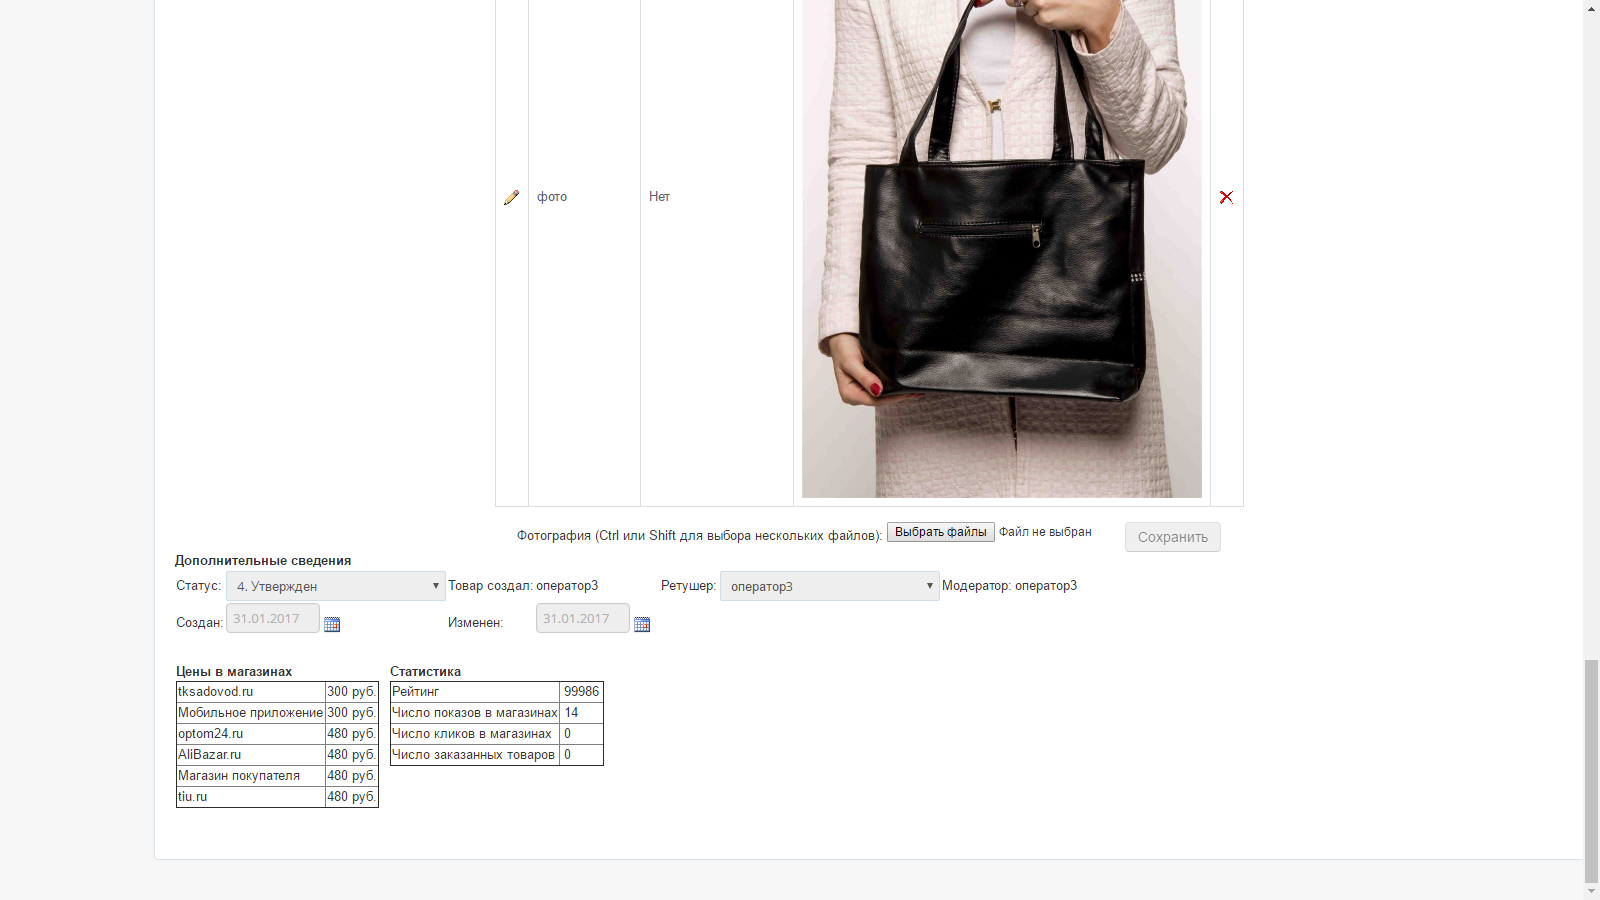 фото Нет
Фотография (Ctrl или Shift для выбора нескольких файлов): Выбрать файлы Файл не выбран Сохранить
Дополнительные сведения
Статус: 4. Утвержден Товар создал: оператор3 Ретушер: оператор3 Модератор: оператор3
Создан: 31.01.2017 Изменен: 31.01.2017
Цены в магазинах
tksadovod.ru 300 руб.
Мобильное приложение 300 руб.
optom24.ru 480 руб.
AliBazar.ru 480 руб.
Магазин покупателя 480 руб.
tiu.ru 480 руб.
Статистика
Рейтинг 99986
Число показов в магазинах 14
Число кликов в магазинах 0
Число заказанных товаров 0